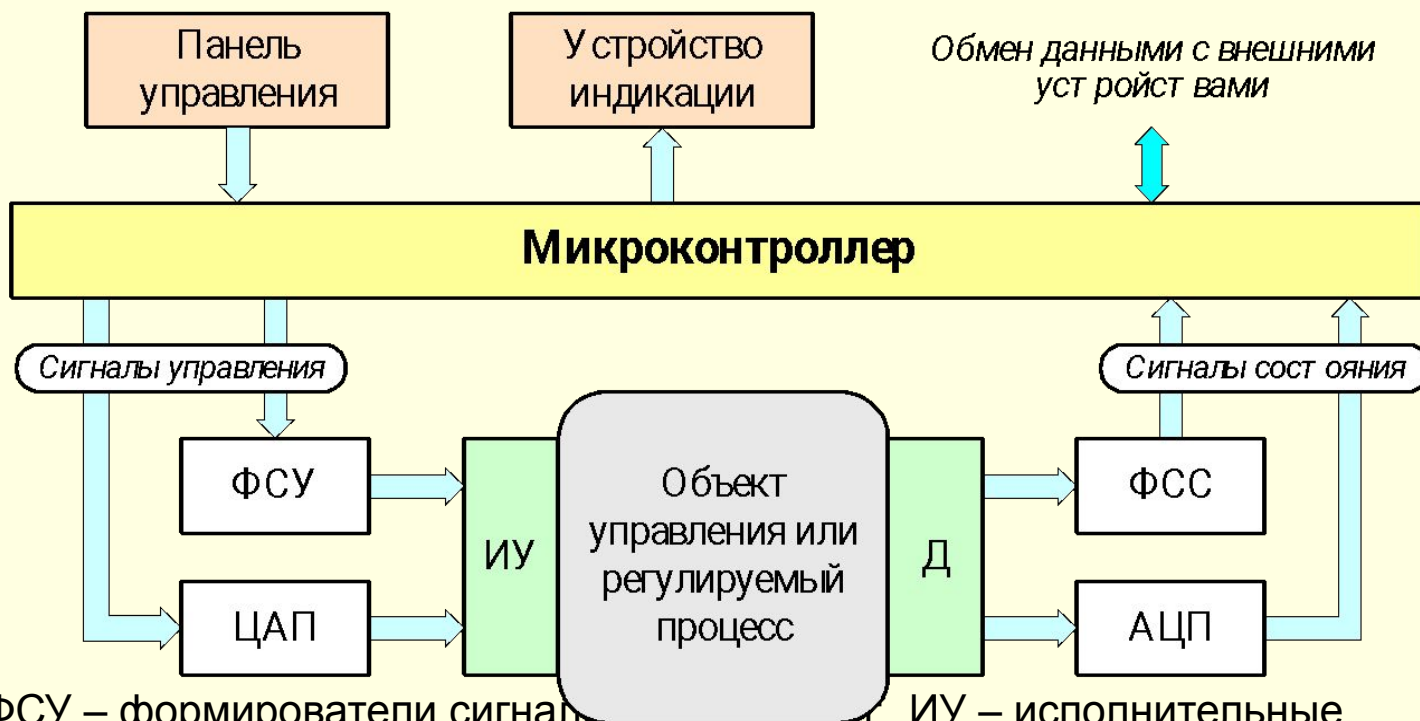 Панель
управления
Устройство
индикации
Обмен данными с внешними
устройствами
Микроконтроллер
Сигналы управления
Сигналы состояния
ФСУ
ЦАП
ИУ
Объект
управления или
регулируемый
процесс
Д
ФСС
АЦП
ФСУ – формирователи ИУ – исполнительные